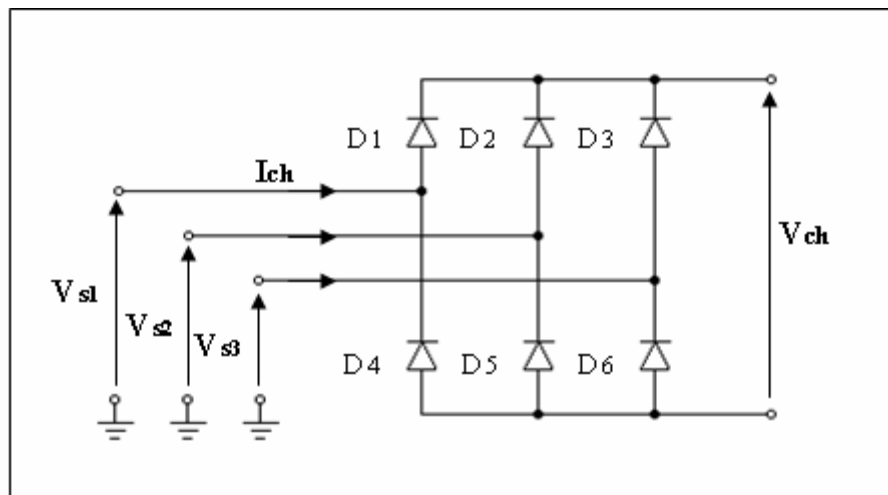 D1 D2 D3
Ich
Vch
Vs1
Vs2
Vs3
D4 D5 D6